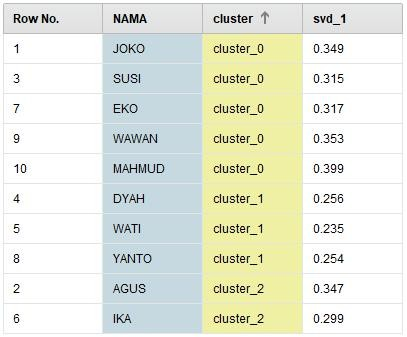 Row No. NAMA cluster ↑ svd_1
1 JOKO cluster_0 0.349
3 SUSI cluster_0 0.315
7 EKO cluster_0 0.317
9 WAWAN cluster_0 0.353
10 MAHMUD cluster_0 0.399
4 DYAH cluster_1 0.256
5 WATI cluster_1 0.235
8 YANTO cluster_1 0.254
2 AGUS cluster_2 0.347
6 IKA cluster_2 0.299